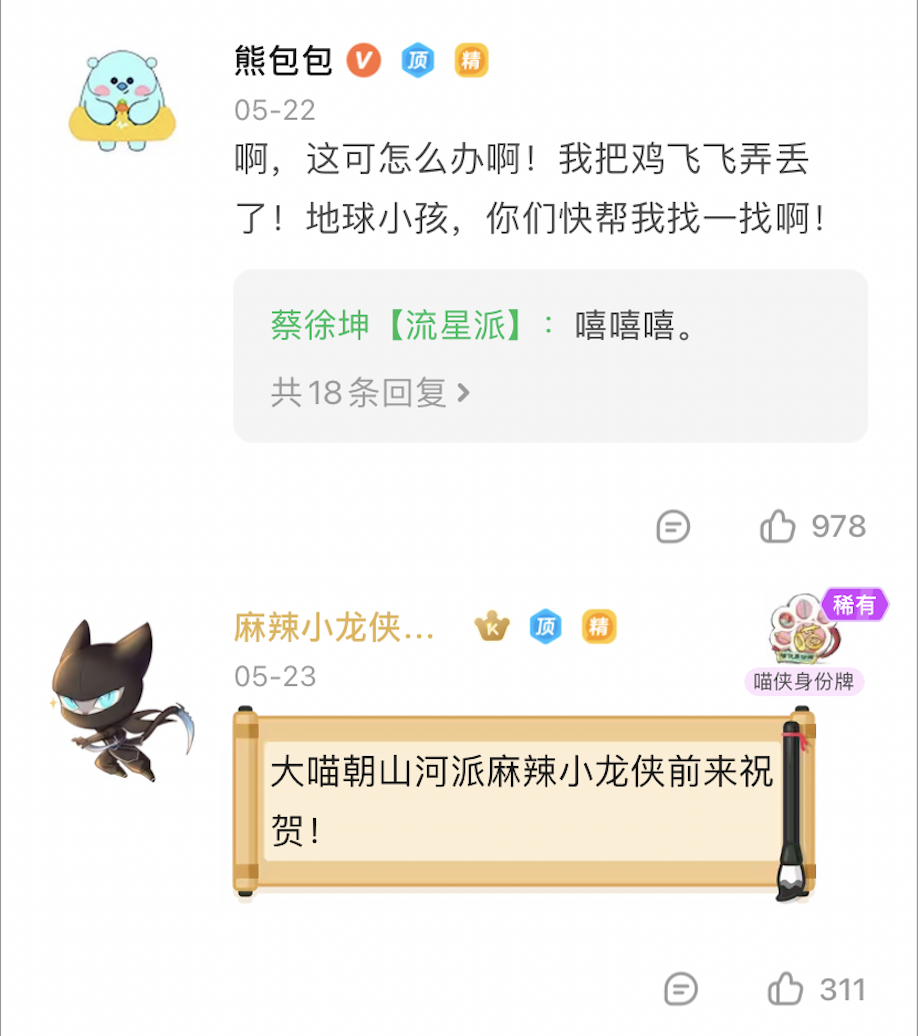 熊包包 V 顶 精
05-22
啊，这可怎么办啊！我把鸡飞飞弄丢
了！地球小孩，你们快帮我找一找啊！
蔡徐坤【流星派】：嘻嘻嘻。
共18条回复
978
麻辣小龙侠... K 顶 精
稀有
喵侠身份牌
05-23
大喵朝山河派麻辣小龙侠前来祝
贺！
311